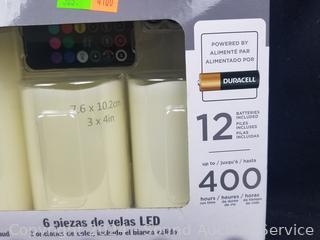 4700
POWERED BY
ALIMENTÉ PAR
ALIMENTADO POR
DURACELL
12
BATTERIES
INCLUDED
PILES
INCLUSES
PILAS
INCLUIDAS
7.6 x 10.2cm
3 x 4in
up to / jusqu'à / hasta
400
hours / heures / horas
6 piezas de velas LED